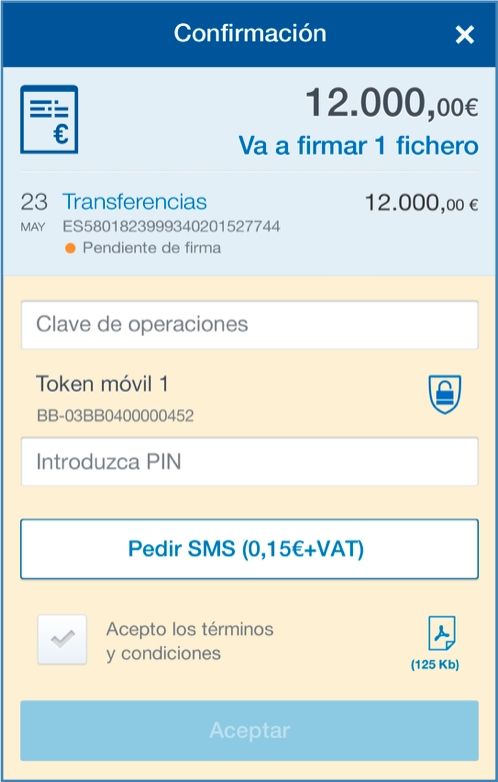 Confirmación
12.000,00€
Va a firmar 1 fichero
23 Transferencias 12.000,00 €
MAY ES5801823999340201527744
Pendiente de firma
Clave de operaciones
Token móvil 1
BB-03BB0400000452
Introduzca PIN
Pedir SMS (0,15€+VAT)
Acepto los términos
y condiciones
(125 Kb)
Aceptar